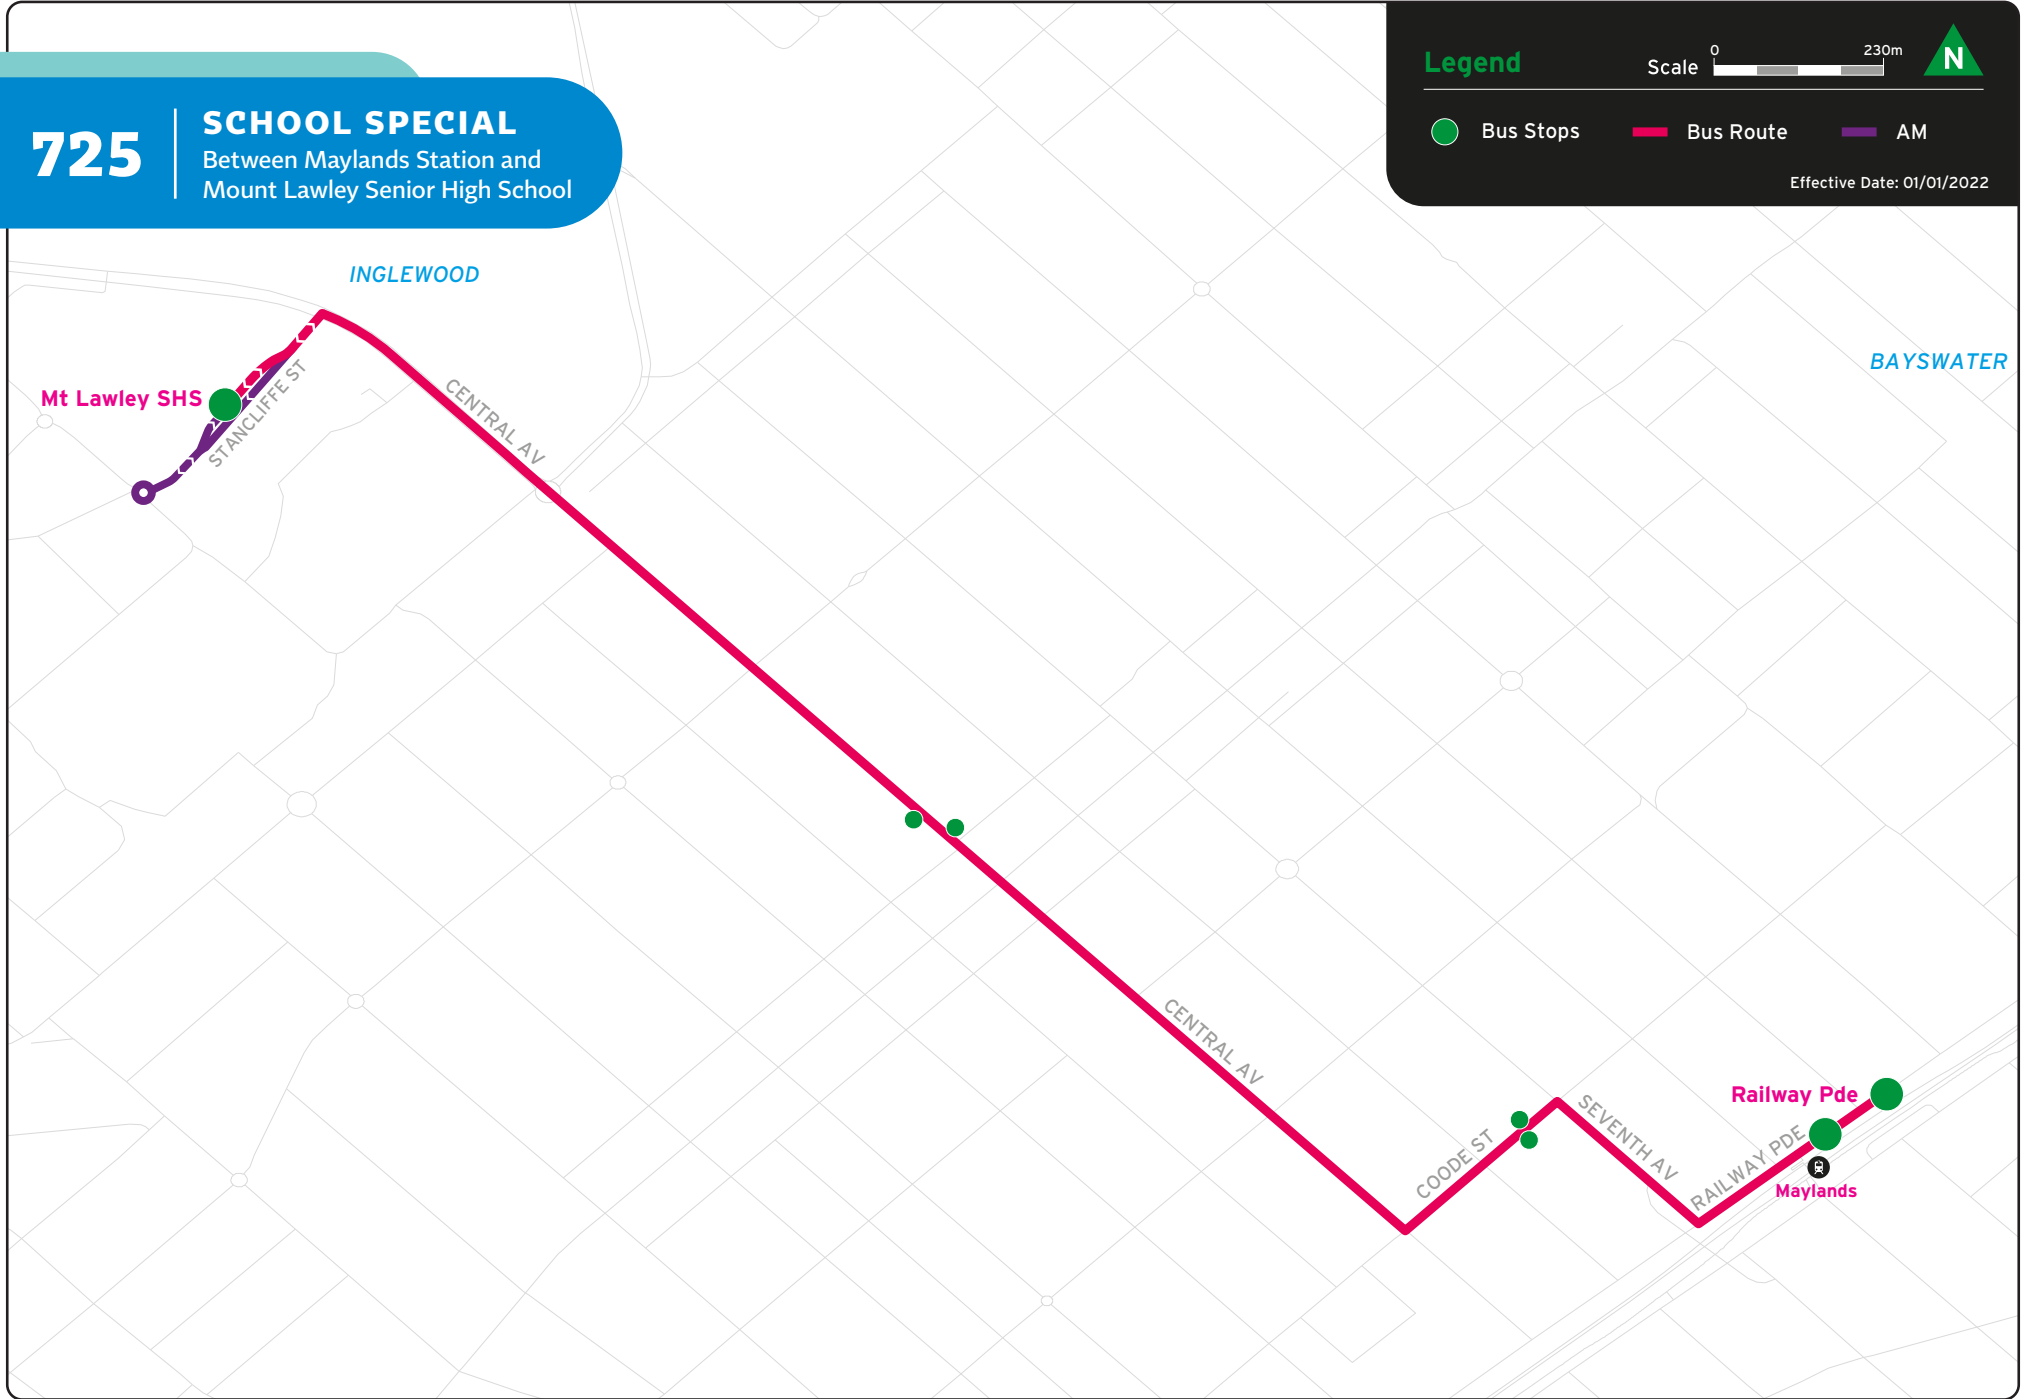 725
SCHOOL SPECIAL
Between Maylands Station and
Mount Lawley Senior High School
Legend
Scale
0
230m
N
Bus Stops
Bus Route
AM
Effective Date: 01/01/2022
INGLEWOOD
BAYSWATER
Mt Lawley SHS
STANCLIFFE ST
CENTRAL AV
CENTRAL AV
COODE ST
SEVENTH AV
Railway Pde
RAILWAY PDE
Maylands